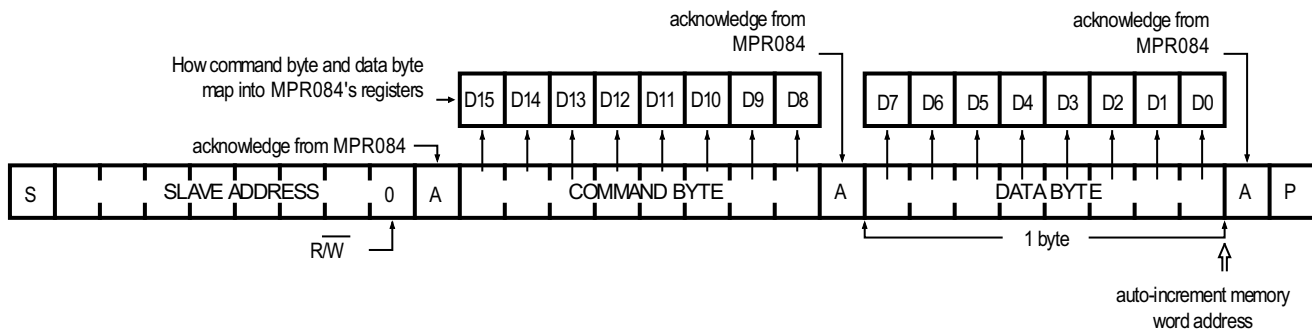 acknowledge from
MPR084
acknowledge from
MPR084
How command byte and data byte
map into MPR084's registers
D15 D14 D13 D12 D11 D10 D9 D8
D7 D6 D5 D4 D3 D2 D1 D0
acknowledge from MPR084
S SLAVE ADDRESS 0 A COMMAND BYTE A DATA BYTE A P
R/W
1 byte
auto-increment memory
word address